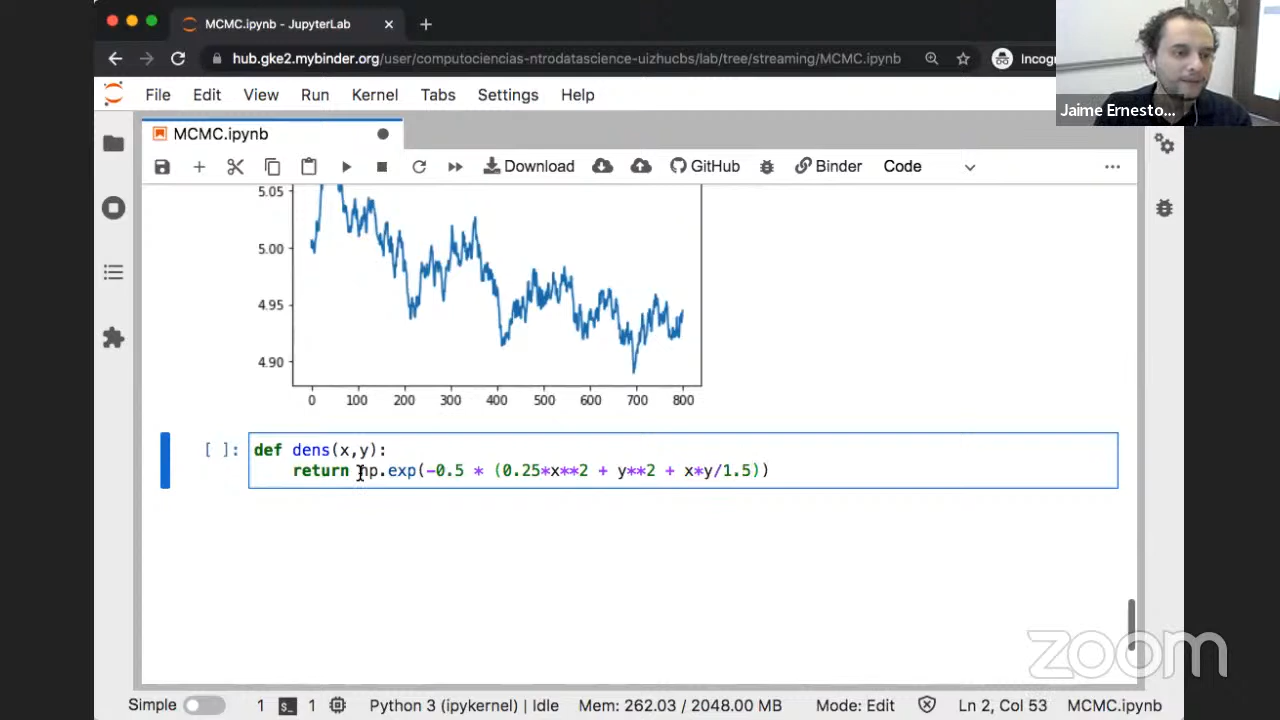 MCMC.ipynb - JupyterLab
hub.gke2.mybinder.org/user/computociencias-ntrodatascience-uizhucbs/lab/tree/streaming/MCMC.ipynb
Incog
Jaime Ernesto...
File Edit View Run Kernel Tabs Settings Help
MCMC.ipynb
Download GitHub Binder Code
5.05
5.00
4.95
4.90
0 100 200 300 400 500 600 700 800
[ ]: def dens(x,y):
return np.exp(-0.5 * (0.25*x**2 + y**2 + x*y/1.5))
zoom
Simple 1 1 Python 3 (ipykernel) | Idle Mem: 262.03 / 2048.00 MB Mode: Edit Ln 2, Col 53 MCMC.ipynb